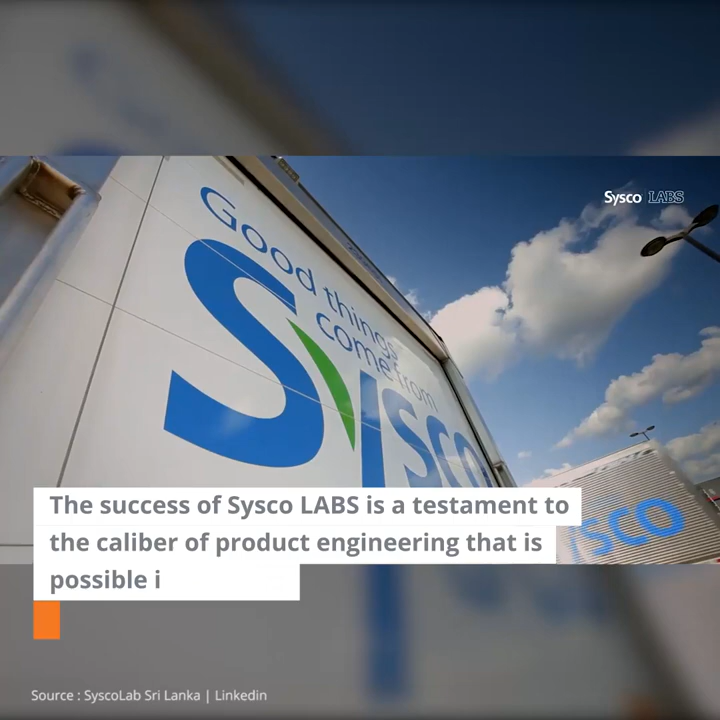 Sysco LABS
Good things
come from
Sysco
SCO
The success of Sysco LABS is a testament to
the caliber of product engineering that is
possible i
Source : SyscoLab Sri Lanka | Linkedin